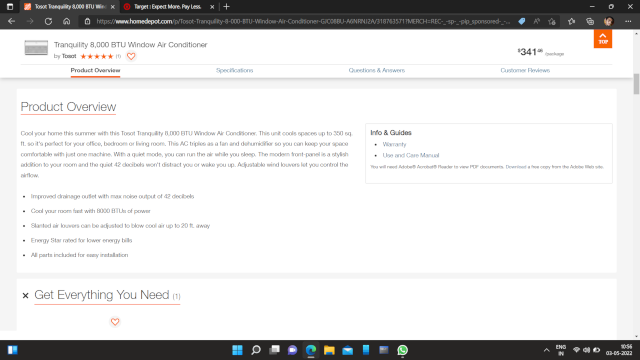 Tosot Tranquility 8,000 BTU Wind
Target : Expect More. Pay Less.
https://www.homedepot.com/p/Tosot-Tranquility-8-000-BTU-Window-Air-Conditioner-
Tranquility 8,000 BTU Window Air Conditioner
by Tosot (1)
$341.46 /package
TOP
Product Overview
Specifications
Questions & Answers
Customer Reviews
Product Overview
Cool your home this summer with this Tosot Tranquility 8,000 BTU Window Air Conditioner. This unit cools spaces up to 350 sq.
ft. so it's perfect for your office, bedroom or living room. This AC triples as a fan and dehumidifier so you can keep your space
comfortable with just one machine. With a quiet mode, you can run the air while you sleep. The modern front-panel is a stylish
addition to your room and the quiet 42 decibels won't distract you or wake you up. Adjustable wind louvers let you control the
airflow.
• Improved drainage outlet with max noise output of 42 decibels
• Cool your room fast with 8000 BTUs of power
• Slanted air louvers can be adjusted to blow cool air up to 20 ft. away
• Energy Star rated for lower energy bills
• All parts included for easy installation
Info & Guides
• Warranty
• Use and Care Manual
You will need Adobe® Acrobat® Reader to view PDF documents. Download a free copy from the Adobe Web site.
Get Everything You Need (1)
ENG
IN
10:56
03-05-2022